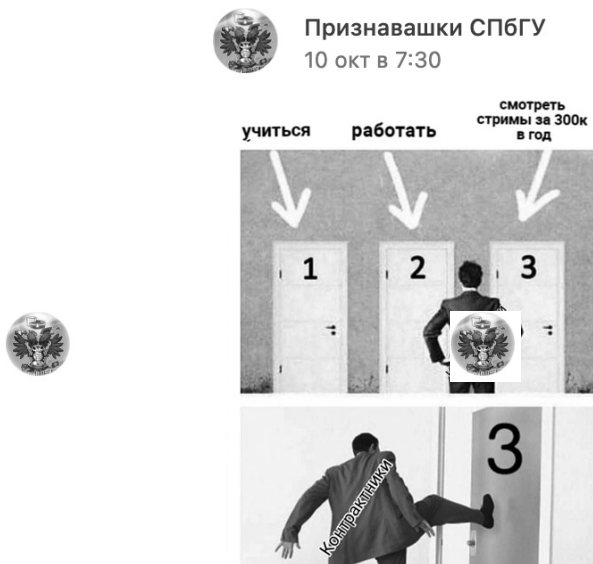 Признавашки СПбГУ
10 окт в 7:30
смотреть
стримы за 300к
в год
учиться
работать
1
2
3
3
Контрактники